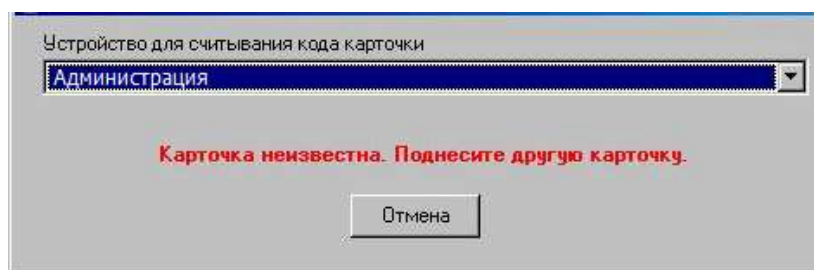 Устройство для считывания кода карточки
Администрация
Карточка неизвестна. Поднесите другую карточку.
Отмена